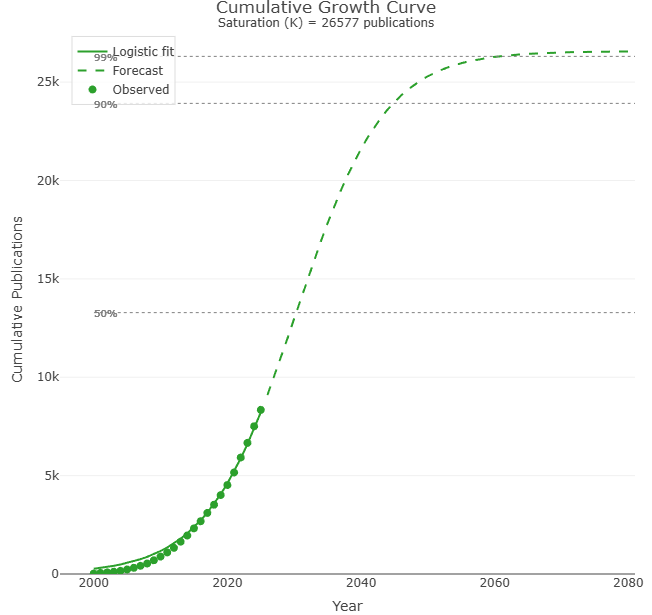 Cumulative Growth Curve
Saturation (K) = 26577 publications
Logistic fit
Forecast
Observed
99%
90%
50%
25k
20k
15k
10k
5k
0
Cumulative Publications
2000
2020
2040
2060
2080
Year